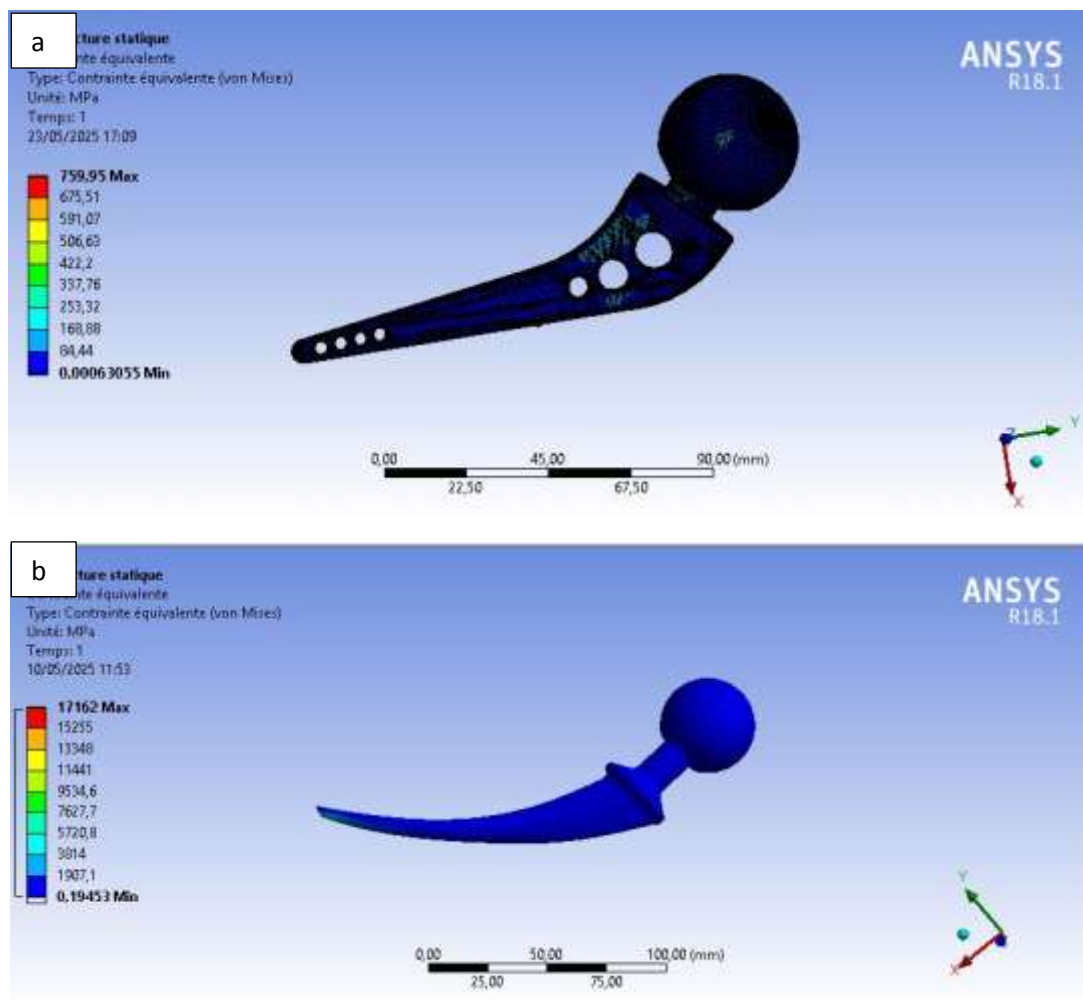 a
cture statique
nte équivalente
Type: Contrainte équivalente (von Mises)
Unité: MPa
Temps: 1
23/05/2025 17:09
ANSYS
R18.1
759,95 Max
675,51
591,07
506,63
422,2
337,76
253,32
168,88
84,44
0,00063055 Min
0,00 45,00 90,00 (mm)
22,50 67,50
Y
Z
X
b
ture statique
équivalente
Type: Contrainte équivalente (von Mises)
Unité: MPa
Temps: 1
10/05/2025 11:53
ANSYS
R18.1
17162 Max
15255
13348
11441
9534,6
7627,7
5720,8
3814
1907,1
0,19453 Min
0,00 50,00 100,00 (mm)
25,00 75,00
Y
X